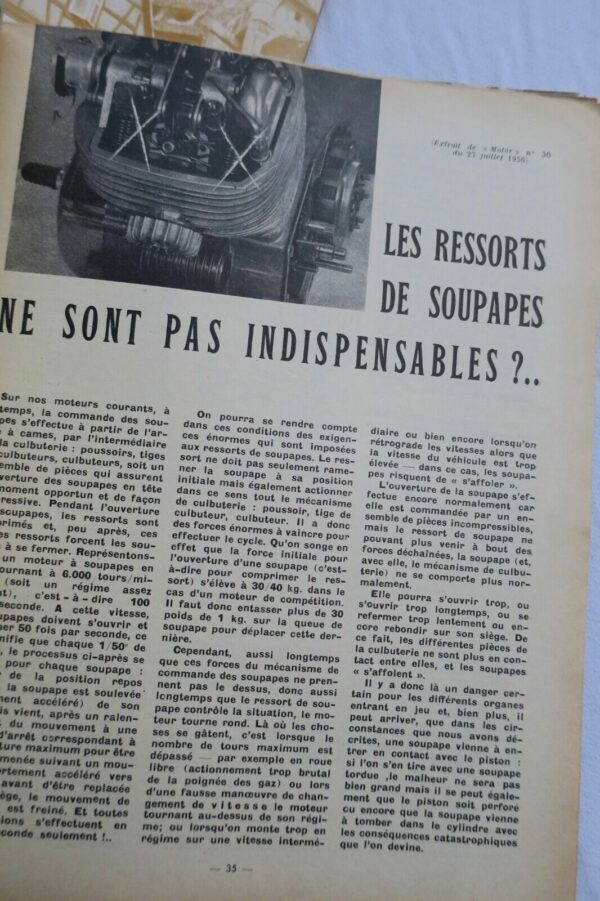 (Extrait de « Motor » n° 30
du 27 juillet 1956)
LES RESSORTS
DE SOUPAPES
NE SONT PAS INDISPENSABLES ?..
Sur nos moteurs courants, à
temps, la commande des sou-
pes s'effectue à partir de l'ar-
e à cames, par l'intermédiaire
la culbuterie : poussoirs, tiges
culbuteurs, culbuteurs, soit un
emble de pièces qui assurent
verture des soupapes en tête
moment opportun et de façon
ressive. Pendant l'ouverture
soupapes, les ressorts sont
primés et, peu après, ces
es ressorts forcent les sou-
à se fermer. Représentons-
un moteur à soupapes en
ournant à 6.000 tours/mi-
(soit un régime assez
nt), c'est-à-dire 100
seconde. A cette vitesse,
upapes doivent s'ouvrir et
er 50 fois par seconde, ce
nifie que chaque 1/50° de
, le processus ci-après se
pour chaque soupape :
r de la position repos
, la soupape est soulevée
ment accéléré) de son
is vient, après un ralen-
t du mouvement à une
d'arrêt correspondant à
ture maximum pour être
menée suivant un mou-
ertement accéléré vers
avant d'être replacée
ège, le mouvement de
est freiné. Et toutes
ions s'effectuent en
conde seulement !..
On pourra se rendre compte
dans ces conditions des exigen-
ces énormes qui sont imposées
aux ressorts de soupapes. Le res-
sort ne doit pas seulement rame-
ner la soupape à sa position
initiale mais également actionner
dans ce sens tout le mécanisme
de culbuterie : poussoir, tige de
culbuteur, culbuteur. Il a donc
des forces énormes à vaincre pour
effectuer le cycle. Qu'on songe en
effet que la force initiale pour
l'ouverture d'une soupape (c'est-
à-dire pour comprimer le res-
sort) s'élève à 30/40 kg. dans le
cas d'un moteur de compétition.
Il faut donc entasser plus de 30
poids de 1 kg. sur la queue de
soupape pour déplacer cette der-
nière.
Cependant, aussi longtemps
que ces forces du mécanisme de
commande des soupapes ne pren-
nent pas le dessus, donc aussi
longtemps que le ressort de sou-
pape contrôle la situation, le mo-
teur tourne rond. Là où les cho-
ses se gâtent, c'est lorsque le
nombre de tours maximum est
dépassé — par exemple en roue
libre (actionnement trop brutal
de la poignée des gaz) ou lors
d'une fausse manœuvre de chan-
gement de vitesse le moteur
tournant au-dessus de son régi-
me; ou lorsqu'on monte trop en
régime sur une vitesse intermé-
diaire ou bien encore lorsqu'on
rétrograde les vitesses alors que
la vitesse du véhicule est trop
élevée — dans ce cas, les soupa-
pes risquent de « s'affoler ».
L'ouverture de la soupape s'ef-
fectue encore normalement car
elle est commandée par un en-
semble de pièces incompressibles,
mais le ressort de soupape ne
pouvant plus venir à bout des
forces déchaînées, la soupape (et,
avec elle, le mécanisme de culbu-
terie) ne se comporte plus nor-
malement.
Elle pourra s'ouvrir trop, ou
s'ouvrir trop longtemps, ou se
refermer trop lentement ou en-
core rebondir sur son siège. De
ce fait, les différentes pièces de
la culbuterie ne sont plus en con-
tact entre elles, et les soupapes
« s'affolent ».
Il y a donc là un danger cer-
tain pour les différents organes
entrant en jeu et, bien plus, il
peut arriver, que dans les cir-
constances que nous avons dé-
crites, une soupape vienne à en-
trer en contact avec le piston :
si l'on s'en tire avec une soupape
tordue ,le malheur ne sera pas
bien grand mais il se peut égale-
ment que le piston soit perforé
ou encore que la soupape vienne
à tomber dans le cylindre avec
les conséquences catastrophiques
que l'on devine.
— 35 —